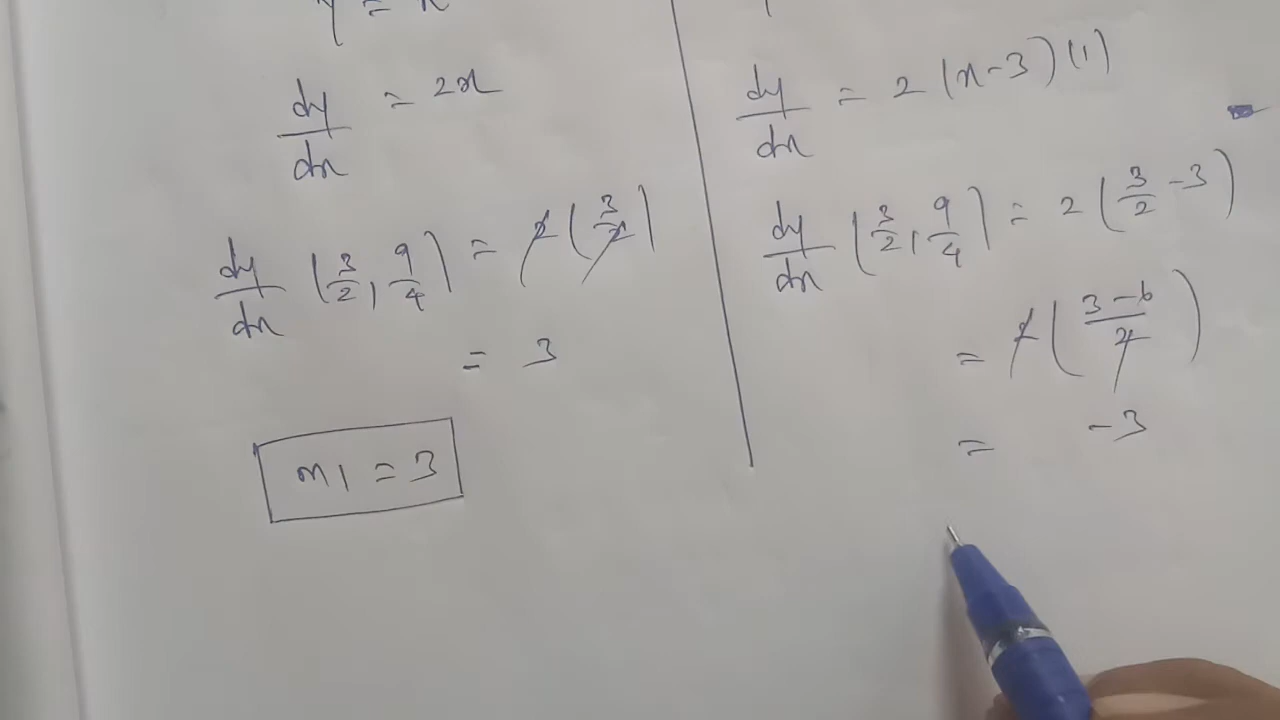 dy/dx = 2x
dy/dx (3/2, 9/4) = 2(3/2)
= 3
m1 = 3
dy/dx = 2(x-3)(1)
dy/dx (3/2, 9/4) = 2(3/2 -3)
= 2(3-6/2)
= -3